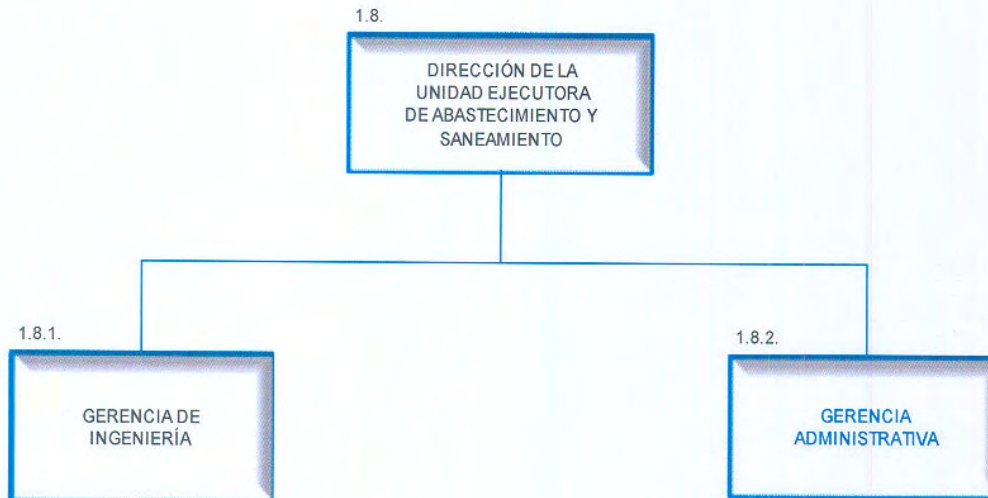 1.8.
DIRECCIÓN DE LA
UNIDAD EJECUTORA
DE ABASTECIMIENTO Y
SANEAMIENTO
1.8.1.
GERENCIA DE
INGENIERÍA
1.8.2.
GERENCIA
ADMINISTRATIVA